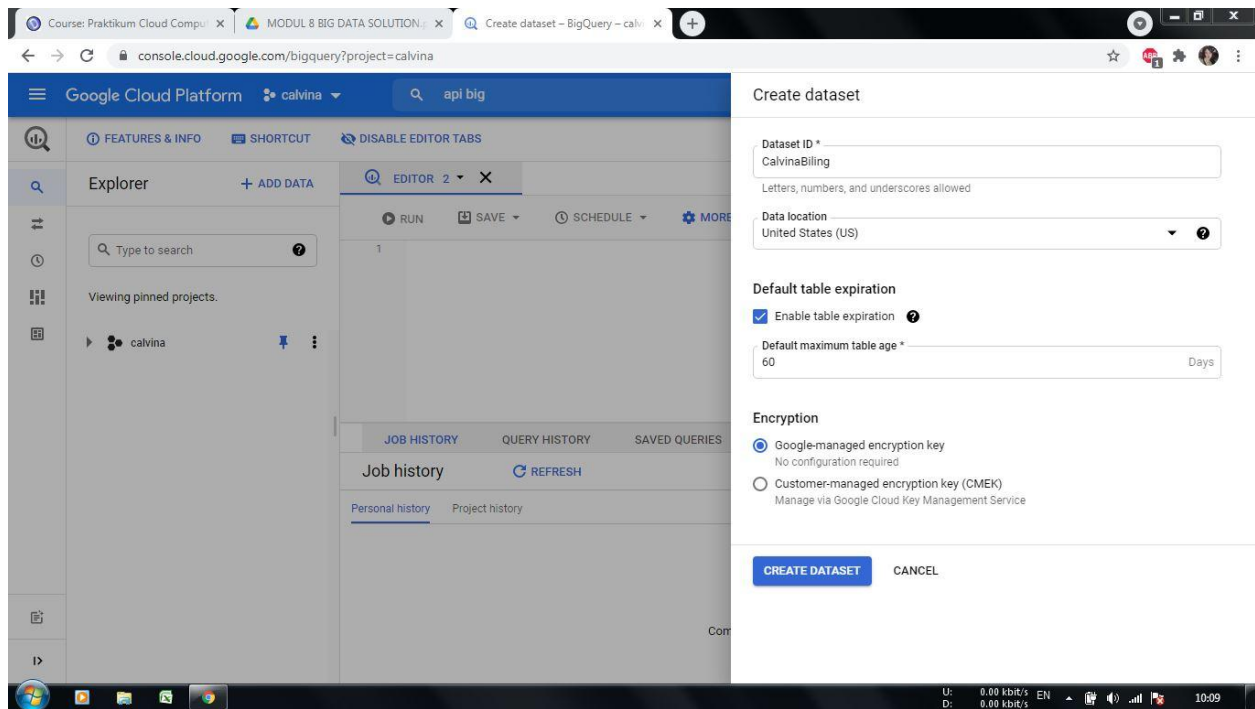 Course: Praktikum Cloud Comput
MODUL 8 BIG DATA SOLUTION.
Create dataset – BigQuery – calv
console.cloud.google.com/bigquery?project=calvina
ABP
1
Google Cloud Platform
calvina
api big
FEATURES & INFO
SHORTCUT
DISABLE EDITOR TABS
Explorer
+ ADD DATA
EDITOR 2
RUN
SAVE
SCHEDULE
MORE
Type to search
1
Viewing pinned projects.
calvina
JOB HISTORY
QUERY HISTORY
SAVED QUERIES
Job history
REFRESH
Personal history
Project history
Com
Create dataset
Dataset ID *
CalvinaBiling
Letters, numbers, and underscores allowed
Data location
United States (US)
Default table expiration
Enable table expiration
Default maximum table age *
60
Days
Encryption
Google-managed encryption key
No configuration required
Customer-managed encryption key (CMEK)
Manage via Google Cloud Key Management Service
CREATE DATASET
CANCEL
U: 0.00 kbit/s
D: 0.00 kbit/s
EN
10:09